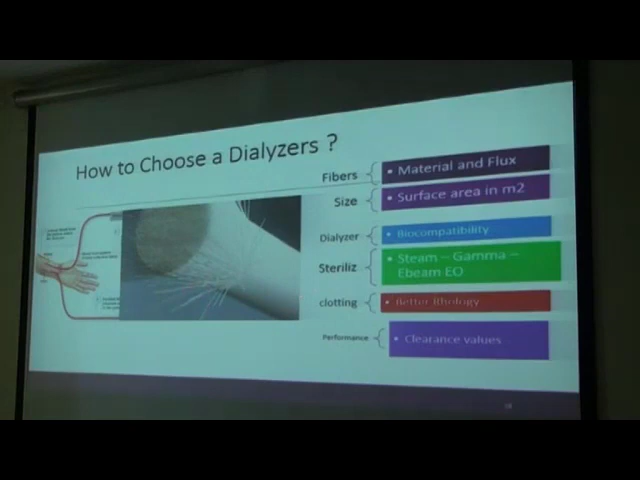 How to Choose a Dialyzers ?
Fibers
• Material and Flux
Size
• Surface area in m2
Dialyzer
• Biocompatibility
Steriliz
• Steam – Gamma –
Ebeam EO
clotting
• Better Rhology
Performance
• Clearance values